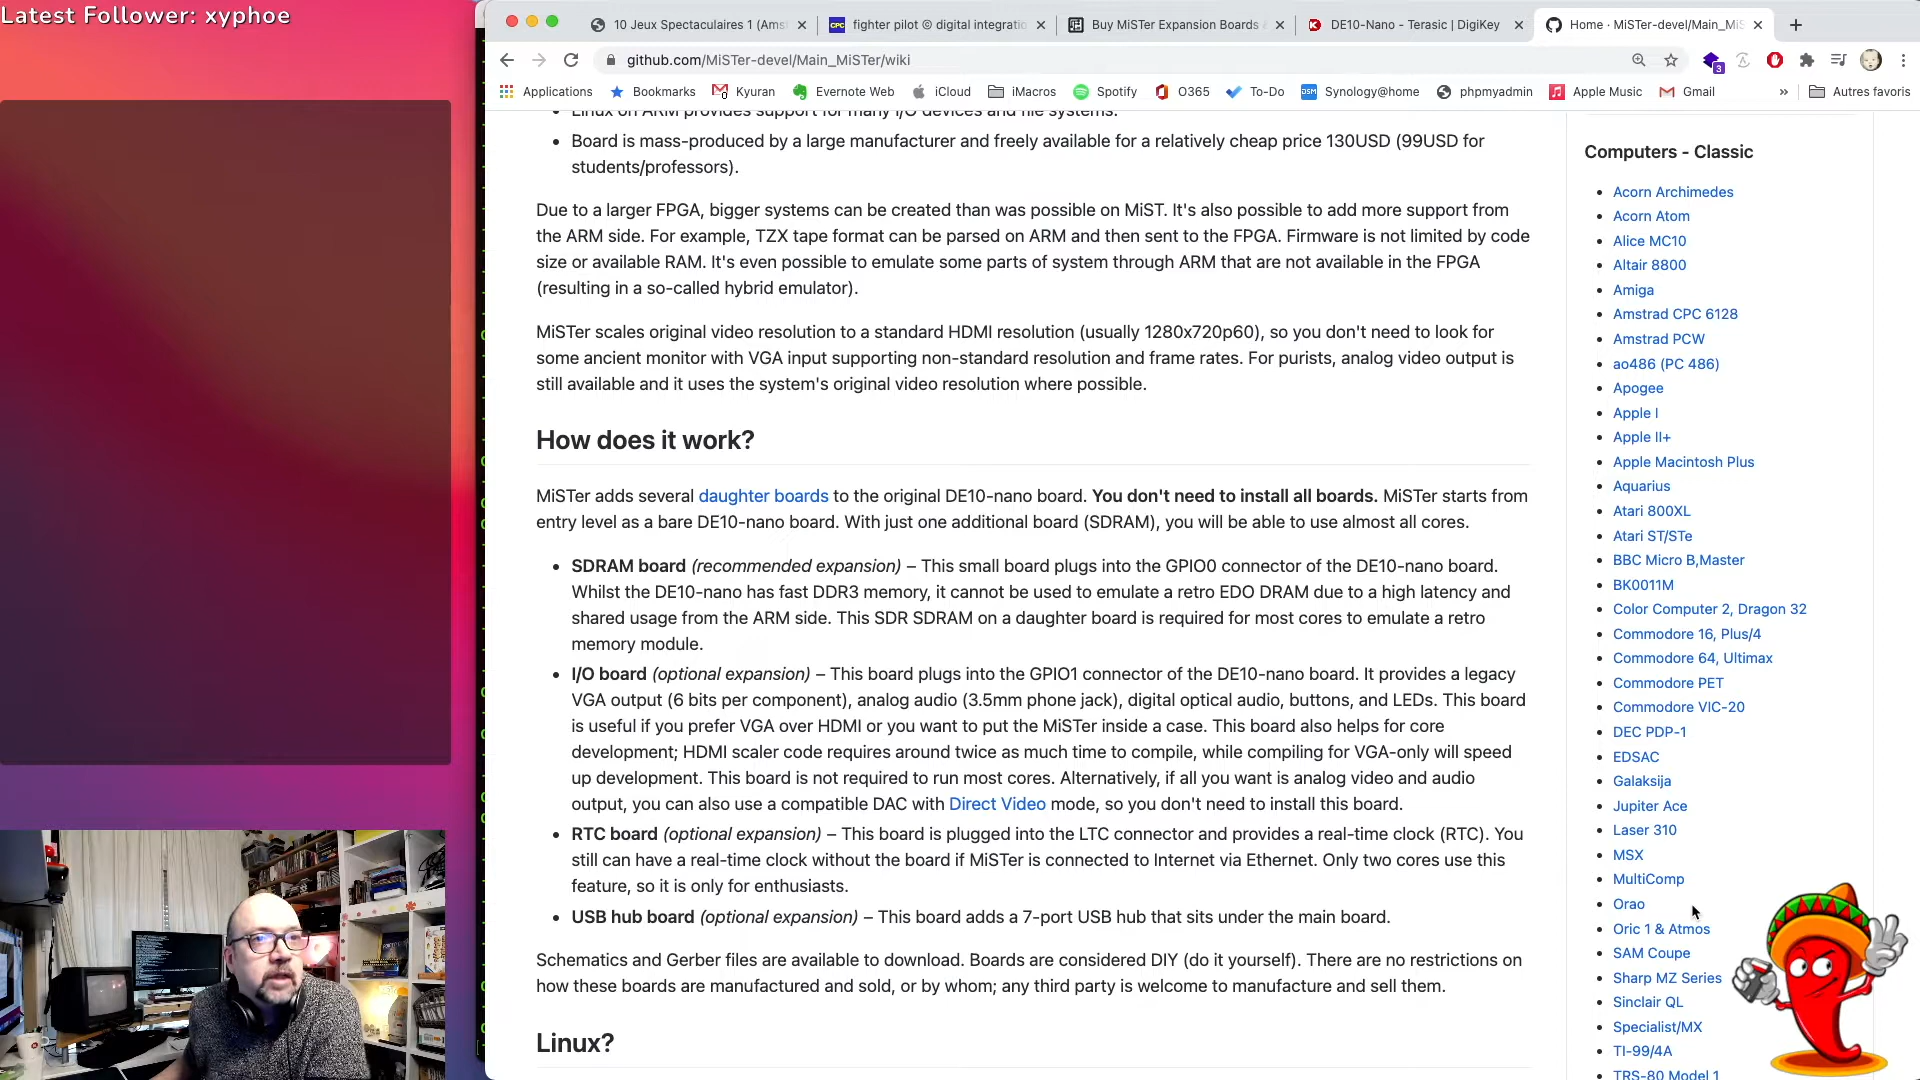 Latest Follower: xyphoe
10 Jeux Spectaculaires 1 (Ams
fighter pilot © digital integratio
Buy MiSTer Expansion Boards
DE10-Nano - Terasic | DigiKey
Home · MiSTer-devel/Main_MiS
github.com/MiSTer-devel/Main_MiSTer/wiki
3
Applications
Bookmarks
Kyuran
Evernote Web
iCloud
iMacros
Spotify
O365
To-Do
DSM
Synology@home
phpmyadmin
Apple Music
Gmail
»
Autres favoris
Linux on ARM provides support for many I/O devices and file systems.
• Board is mass-produced by a large manufacturer and freely available for a relatively cheap price 130USD (99USD for
students/professors).
Due to a larger FPGA, bigger systems can be created than was possible on MiST. It's also possible to add more support from
the ARM side. For example, TZX tape format can be parsed on ARM and then sent to the FPGA. Firmware is not limited by code
size or available RAM. It's even possible to emulate some parts of system through ARM that are not available in the FPGA
(resulting in a so-called hybrid emulator).
MiSTer scales original video resolution to a standard HDMI resolution (usually 1280x720p60), so you don't need to look for
some ancient monitor with VGA input supporting non-standard resolution and frame rates. For purists, analog video output is
still available and it uses the system's original video resolution where possible.
How does it work?
MiSTer adds several daughter boards to the original DE10-nano board. You don't need to install all boards. MiSTer starts from
entry level as a bare DE10-nano board. With just one additional board (SDRAM), you will be able to use almost all cores.
• SDRAM board (recommended expansion) – This small board plugs into the GPIO0 connector of the DE10-nano board.
Whilst the DE10-nano has fast DDR3 memory, it cannot be used to emulate a retro EDO DRAM due to a high latency and
shared usage from the ARM side. This SDR SDRAM on a daughter board is required for most cores to emulate a retro
memory module.
• I/O board (optional expansion) – This board plugs into the GPIO1 connector of the DE10-nano board. It provides a legacy
VGA output (6 bits per component), analog audio (3.5mm phone jack), digital optical audio, buttons, and LEDs. This board
is useful if you prefer VGA over HDMI or you want to put the MiSTer inside a case. This board also helps for core
development; HDMI scaler code requires around twice as much time to compile, while compiling for VGA-only will speed
up development. This board is not required to run most cores. Alternatively, if all you want is analog video and audio
output, you can also use a compatible DAC with Direct Video mode, so you don't need to install this board.
• RTC board (optional expansion) – This board is plugged into the LTC connector and provides a real-time clock (RTC). You
still can have a real-time clock without the board if MiSTer is connected to Internet via Ethernet. Only two cores use this
feature, so it is only for enthusiasts.
• USB hub board (optional expansion) – This board adds a 7-port USB hub that sits under the main board.
Schematics and Gerber files are available to download. Boards are considered DIY (do it yourself). There are no restrictions on
how these boards are manufactured and sold, or by whom; any third party is welcome to manufacture and sell them.
Linux?
Computers - Classic
• Acorn Archimedes
• Acorn Atom
• Alice MC10
• Altair 8800
• Amiga
• Amstrad CPC 6128
• Amstrad PCW
• ao486 (PC 486)
• Apogee
• Apple I
• Apple II+
• Apple Macintosh Plus
• Aquarius
• Atari 800XL
• Atari ST/STe
• BBC Micro B,Master
• BK0011M
• Color Computer 2, Dragon 32
• Commodore 16, Plus/4
• Commodore 64, Ultimax
• Commodore PET
• Commodore VIC-20
• DEC PDP-1
• EDSAC
• Galaksija
• Jupiter Ace
• Laser 310
• MSX
• MultiComp
• Orao
• Oric 1 & Atmos
• SAM Coupe
• Sharp MZ Series
• Sinclair QL
• Specialist/MX
• TI-99/4A
• TRS-80 Model 1